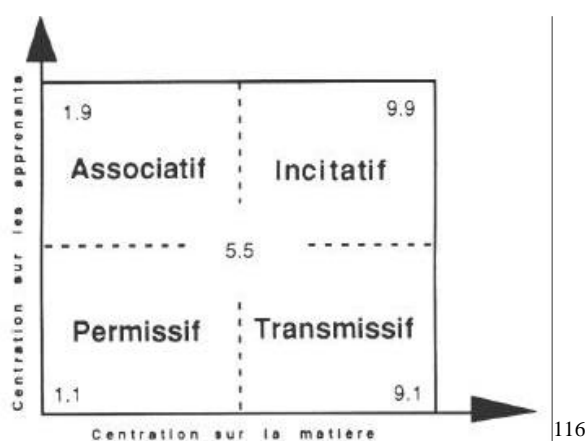 Centration sur les apprenants
1.9 9.9
Associatif Incitatif
5.5
Permissif Transmissif
1.1 9.1
Centration sur la matière
116